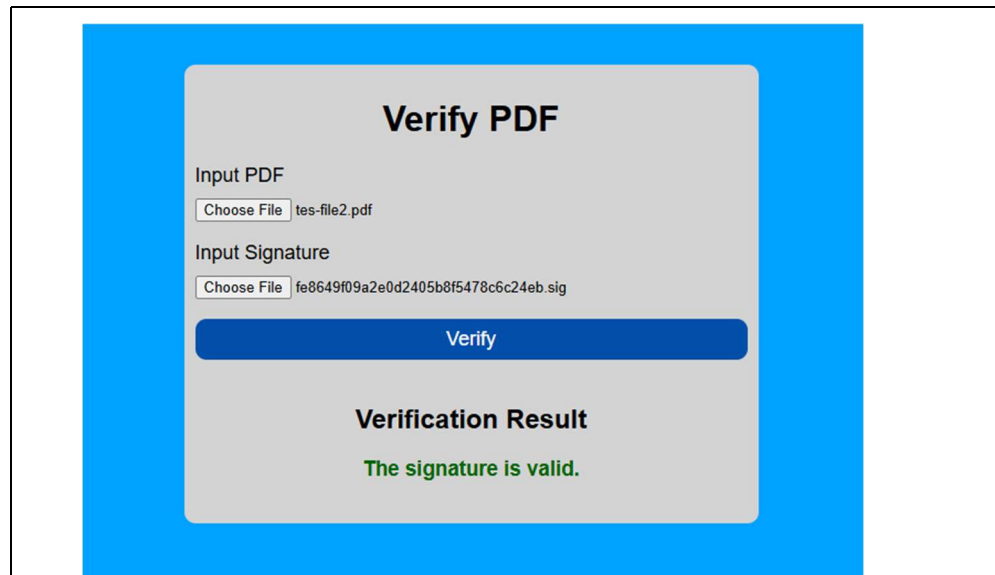 Verify PDF
Input PDF
Choose File tes-file2.pdf
Input Signature
Choose File fe8649f09a2e0d2405b8f5478c6c24eb.sig
Verify
Verification Result
The signature is valid.